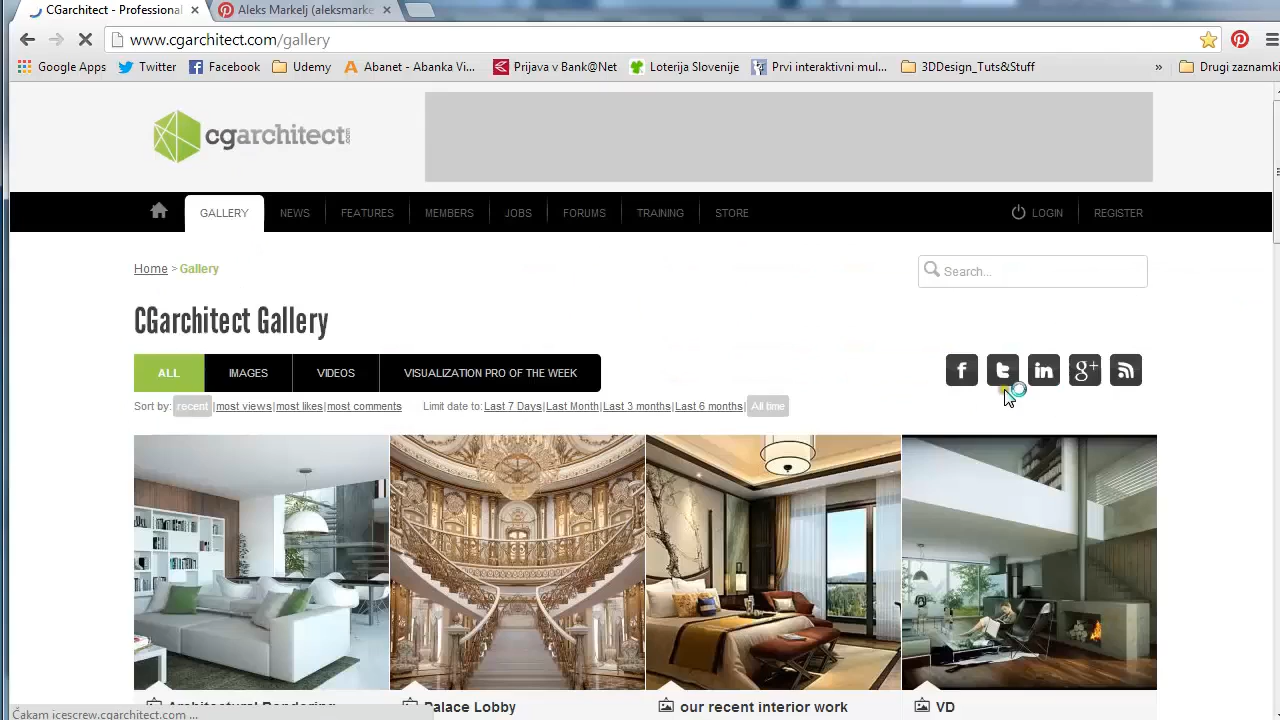 CGarchitect - Professional
Aleks Markelj (aleksmarke
www.cgarchitect.com/gallery
Google Apps
Twitter
Facebook
Udemy
Abanet - Abanka Vi...
Prijava v Bank@Net
Loterija Slovenije
Prvi interaktivni mul...
3DDesign_Tuts&Stuff
»
Drugi zaznamki
cgarchitect.com
GALLERY
NEWS
FEATURES
MEMBERS
JOBS
FORUMS
TRAINING
STORE
LOGIN
REGISTER
Home > Gallery
Search...
CGarchitect Gallery
ALL
IMAGES
VIDEOS
VISUALIZATION PRO OF THE WEEK
f
t
in
g+
Sort by: recent |most views|most likes|most comments
Limit date to: Last 7 Days|Last Month|Last 3 months|Last 6 months| All time
Architectural Rendering
Palace Lobby
our recent interior work
VD
Čakam icescrew.cgarchitect.com ...